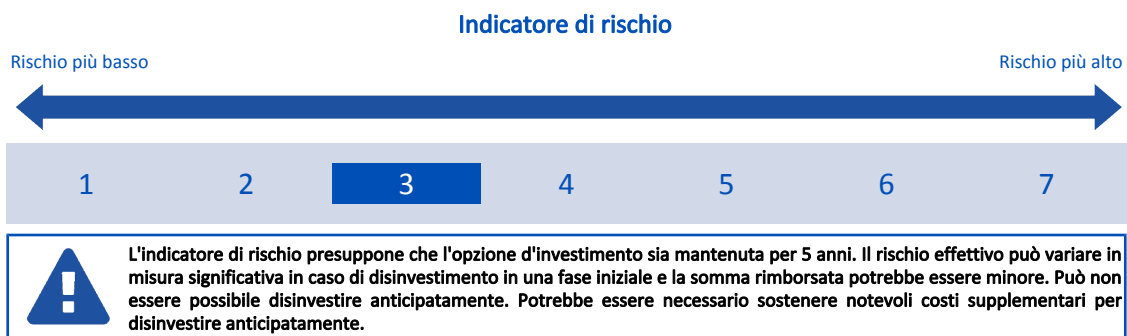 Indicatore di rischio
Rischio più basso Rischio più alto
1 2 3 4 5 6 7
L'indicatore di rischio presuppone che l'opzione d'investimento sia mantenuta per 5 anni. Il rischio effettivo può variare in
misura significativa in caso di disinvestimento in una fase iniziale e la somma rimborsata potrebbe essere minore. Può non
essere possibile disinvestire anticipatamente. Potrebbe essere necessario sostenere notevoli costi supplementari per
disinvestire anticipatamente.